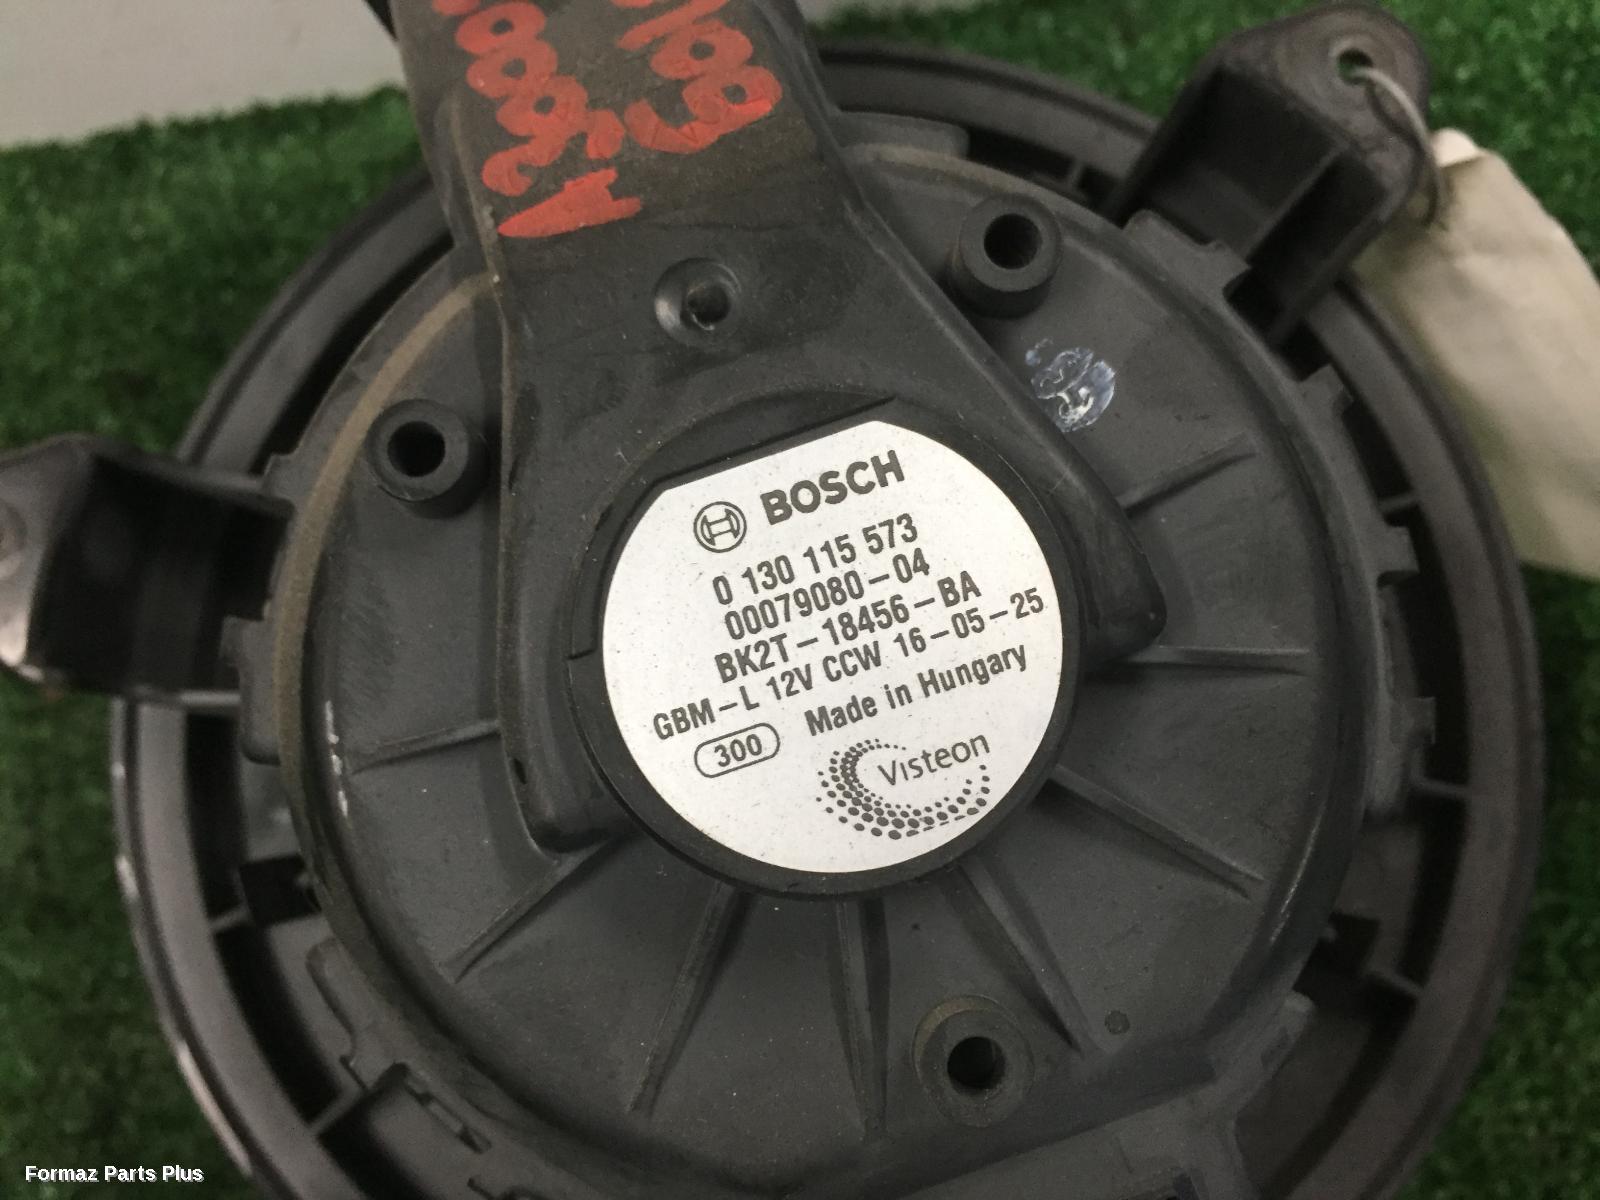 BOSCH
0 130 115 573
00079080-04
BK2T-18456-BA
GBM-L 12V CCW 16-05-25
300 Made in Hungary
Visteon
Formaz Parts Plus